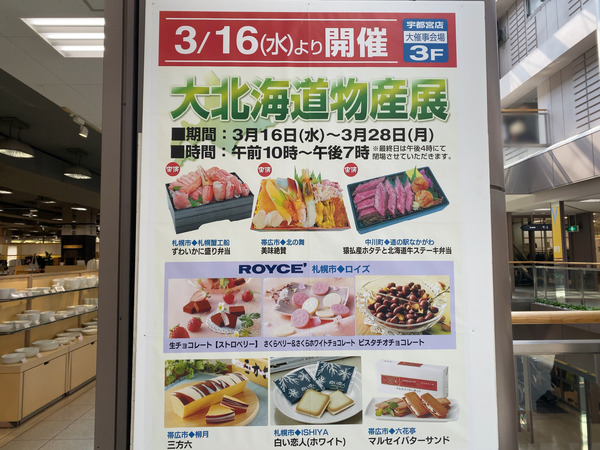 3/16(水)より開催
宇都宮店
大催事会場
3F
大北海道物産展
■期間：3月16日(水)～3月28日(月)
■時間：午前10時～午後7時
※最終日は午後4時にて
閉場させていただきます。
実演
実演
実演
札幌市◆札幌蟹工船
ずわいかに盛り弁当
帯広市◆北の舞
美味絶賛
中川町◆道の駅なかがわ
猿払産ホタテと北海道牛ステーキ弁当
ROYCE' 札幌市◆ロイズ
生チョコレート【ストロベリー】
さくらベリー&さくらホワイトチョコレート
ピスタチオチョコレート
帯広市◆柳月
三方六
札幌市◆ISHIYA
白い恋人(ホワイト)
帯広市◆六花亭
マルセイバターサンド